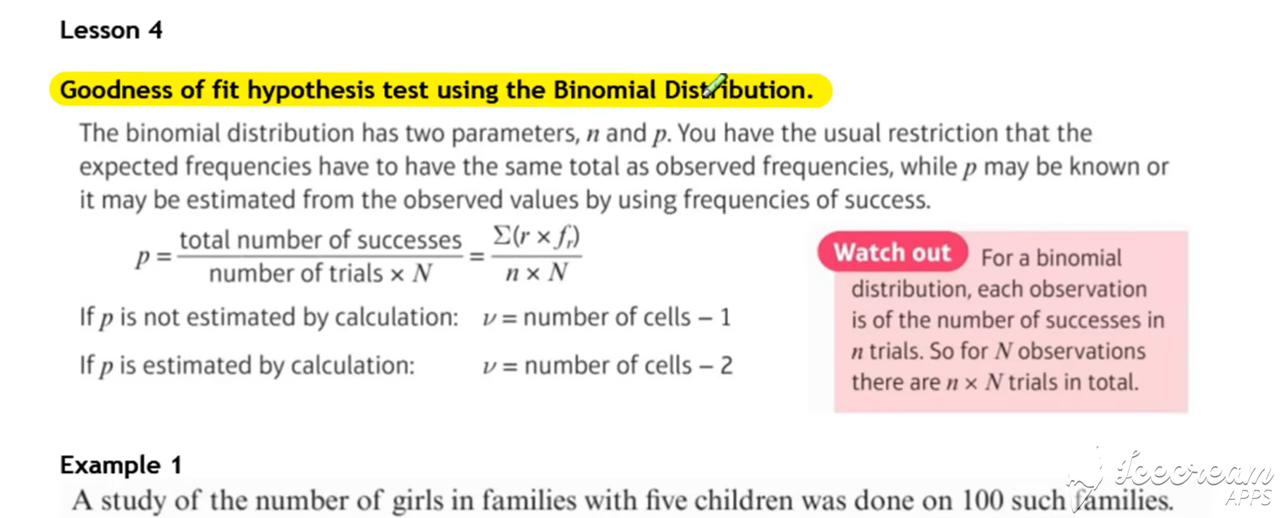 Lesson 4
Goodness of fit hypothesis test using the Binomial Distribution.
The binomial distribution has two parameters, n and p. You have the usual restriction that the
expected frequencies have to have the same total as observed frequencies, while p may be known or
it may be estimated from the observed values by using frequencies of success.
p = total number of successes / number of trials × N = Σ(r × fᵣ) / n × N
If p is not estimated by calculation: ν = number of cells – 1
If p is estimated by calculation: ν = number of cells – 2
Watch out For a binomial
distribution, each observation
is of the number of successes in
n trials. So for N observations
there are n × N trials in total.
Example 1
A study of the number of girls in families with five children was done on 100 such families.
Icecream
APPS